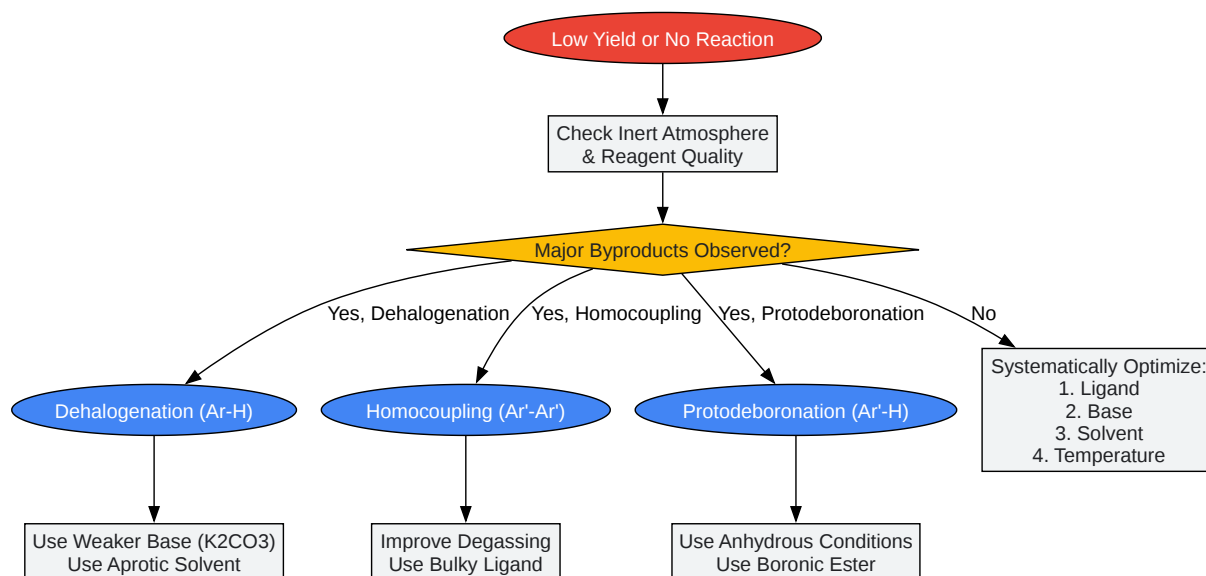 Low Yield or No Reaction
Check Inert Atmosphere
& Reagent Quality
Major Byproducts Observed?
Yes, Dehalogenation
Yes, Homocoupling
Yes, Protodeboronation
No
Dehalogenation (Ar-H)
Homocoupling (Ar'-Ar')
Protodeboronation (Ar'-H)
Systematically Optimize:
1. Ligand
2. Base
3. Solvent
4. Temperature
Use Weaker Base (K2CO3)
Use Aprotic Solvent
Improve Degassing
Use Bulky Ligand
Use Anhydrous Conditions
Use Boronic Ester